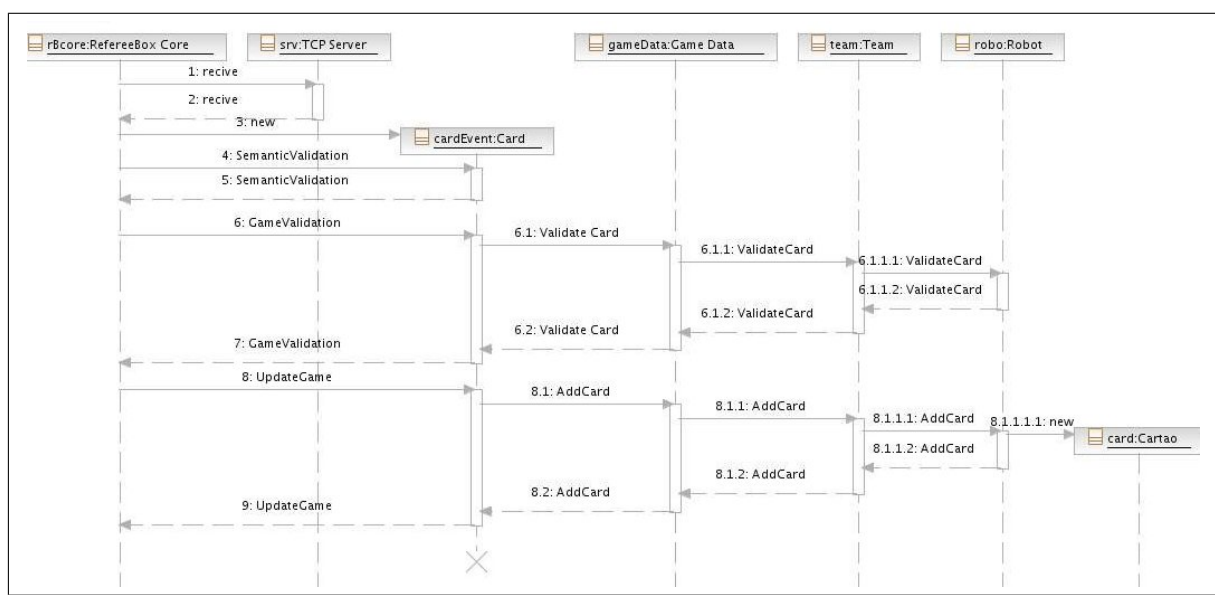 rBcore:RefereeBox Core
srv:TCP Server
gameData:Game Data
team:Team
robo:Robot
1: recive
2: recive
3: new
cardEvent:Card
4: SemanticValidation
5: SemanticValidation
6: GameValidation
6.1: Validate Card
6.1.1: ValidateCard
6.1.1.1: ValidateCard
6.1.1.2: ValidateCard
6.1.2: ValidateCard
6.2: Validate Card
7: GameValidation
8: UpdateGame
8.1: AddCard
8.1.1: AddCard
8.1.1.1: AddCard
8.1.1.1.1: new
card:Cartao
8.1.1.2: AddCard
8.1.2: AddCard
8.2: AddCard
9: UpdateGame